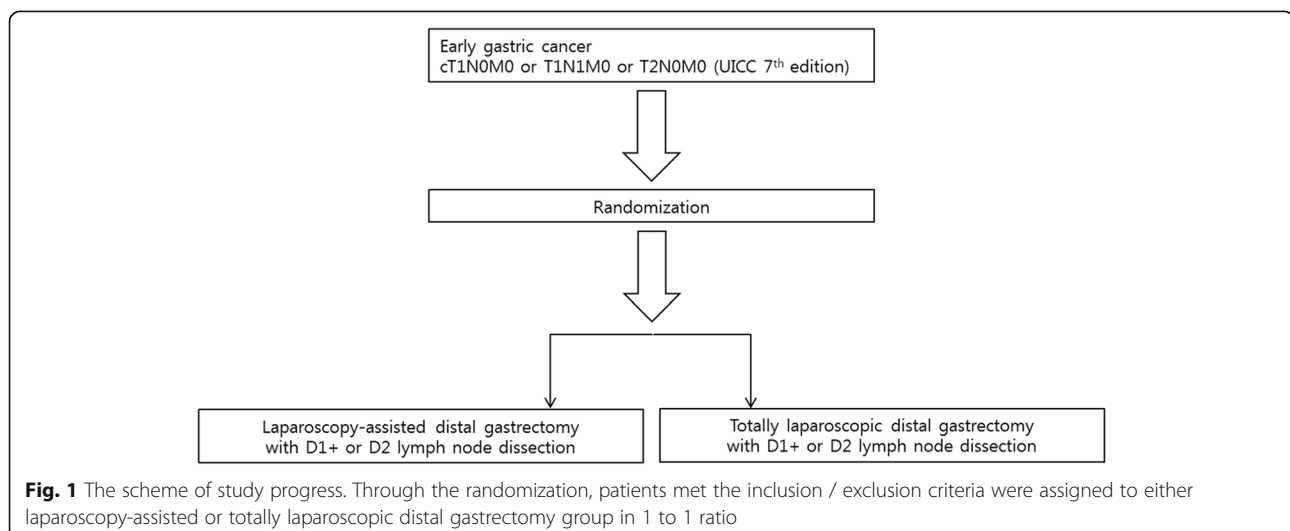 Early gastric cancer
cT1N0M0 or T1N1M0 or T2N0M0 (UICC 7th edition)
Randomization
Laparoscopy-assisted distal gastrectomy
with D1+ or D2 lymph node dissection
Totally laparoscopic distal gastrectomy
with D1+ or D2 lymph node dissection
Fig. 1 The scheme of study progress. Through the randomization, patients met the inclusion / exclusion criteria were assigned to either
laparoscopy-assisted or totally laparoscopic distal gastrectomy group in 1 to 1 ratio